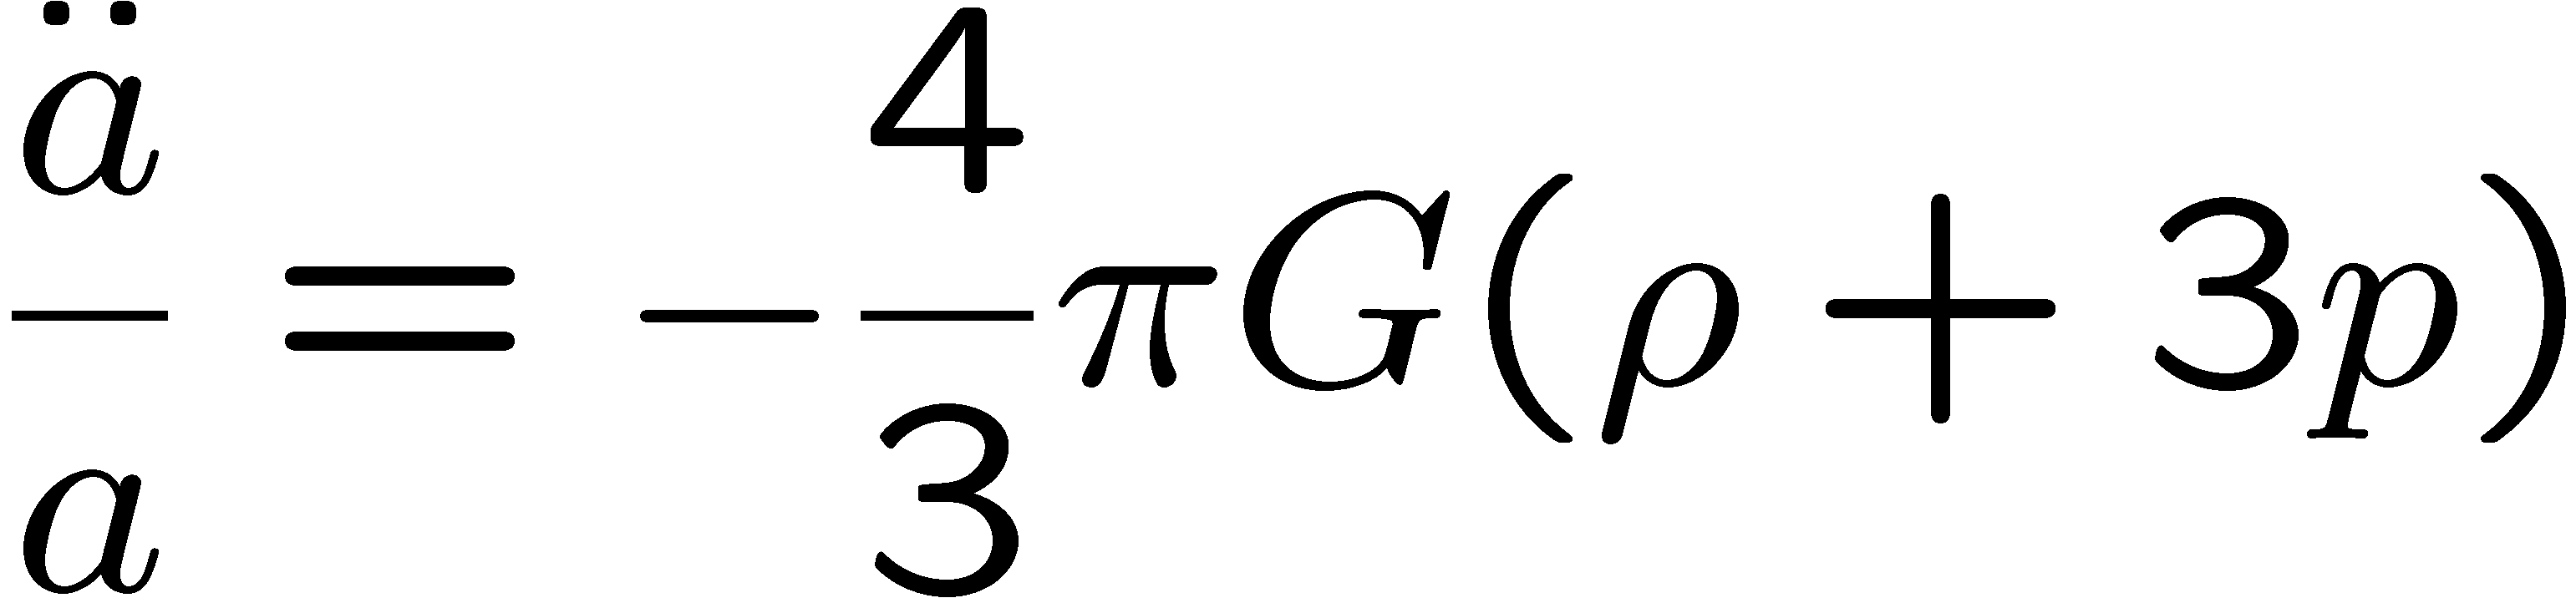 ä/a = −4/3 πG(ρ + 3p)